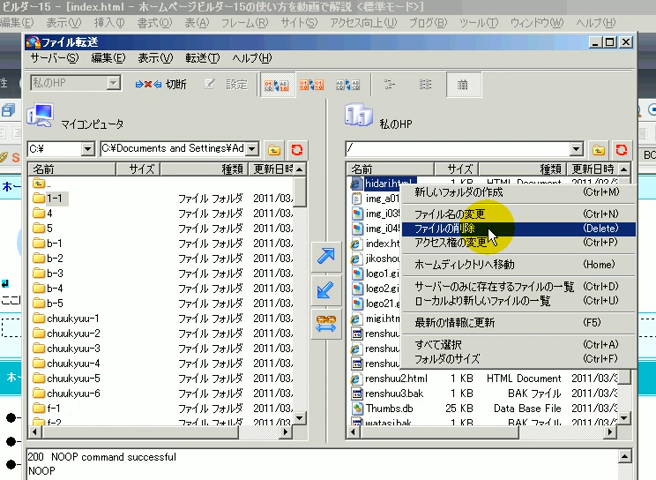 ビルダー15 - [index.html - ホームページビルダー15の使い方を動画で解説 <標準モード>]
編集(E) 表示(V) 挿入(I) 書式(O) 表(A) フレーム(R) サイト(S) アクセス向上(U) ブログ(B) ツール(T) ウィンドウ(W) ヘルプ(H)
ファイル転送
サーバー(S) 編集(E) 表示(V) 転送(T) ヘルプ(H)
私のHP 切断 設定
マイコンピュータ
C:¥ C:¥Documents and Settings¥Ad
名前 サイズ 種類 更新日時
..
1-1 ファイル フォルダ 2011/03/
4 ファイル フォルダ 2011/03/
5 ファイル フォルダ 2011/03/
b-1 ファイル フォルダ 2011/03/
b-2 ファイル フォルダ 2011/03/
b-3 ファイル フォルダ 2011/03/
b-4 ファイル フォルダ 2011/03/
b-5 ファイル フォルダ 2011/03/
chuukyuu-1 ファイル フォルダ 2011/03/
chuukyuu-2 ファイル フォルダ 2011/03/
chuukyuu-3 ファイル フォルダ 2011/03/
chuukyuu-4 ファイル フォルダ 2011/03/
chuukyuu-5 ファイル フォルダ 2011/03/
chuukyuu-6 ファイル フォルダ 2011/03/
f-1 ファイル フォルダ 2011/03/
f-2 ファイル フォルダ 2011/03/
私のHP
/
名前 サイズ 種類 更新日時
hidari.html 1 KB HTML Document 2011/03/
img_a01
img_i035
img_i045
index.ht
jikoshou
logo1.gi
logo2.gi
logo21.g
migi.htm
renshuu
renshuu
renshuu
renshuu2.html 1 KB HTML Document 2011/03/3
renshuu3.bak 1 KB BAK ファイル 2011/03/3
Thumbs.db 25 KB Data Base File 2011/03/3
watasi.bak 1 KB BAK ファイル 2011/03/
新しいフォルダの作成 (Ctrl+M)
ファイル名の変更 (Ctrl+N)
ファイルの削除 (Delete)
アクセス権の変更 (Ctrl+P)
ホームディレクトリへ移動 (Home)
サーバーのみに存在するファイルの一覧 (Ctrl+D)
ローカルより新しいファイルの一覧 (Ctrl+U)
最新の情報に更新 (F5)
すべて選択 (Ctrl+A)
フォルダのサイズ (Ctrl+F)
200 NOOP command successful
NOOP